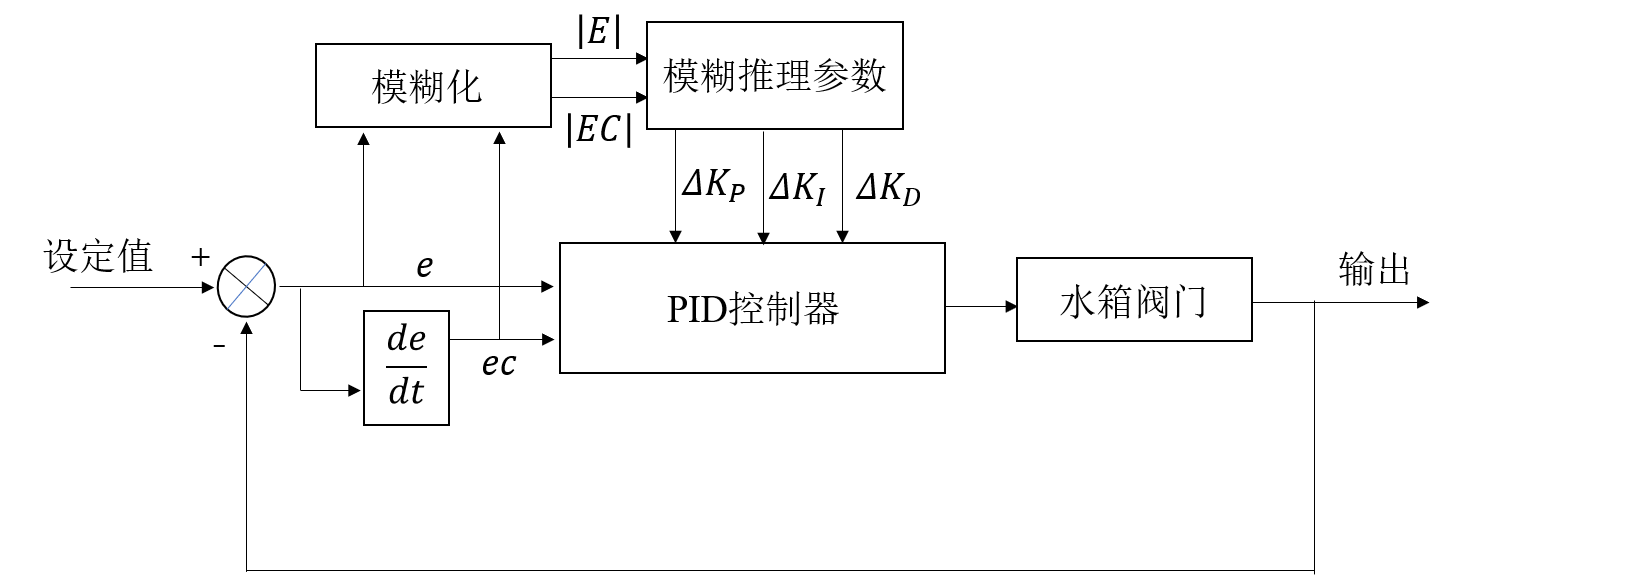 |E|
模糊化
模糊推理参数
|EC|
ΔK_P
ΔK_I
ΔK_D
设定值
+
e
输出
PID控制器
水箱阀门
-
de
dt
ec